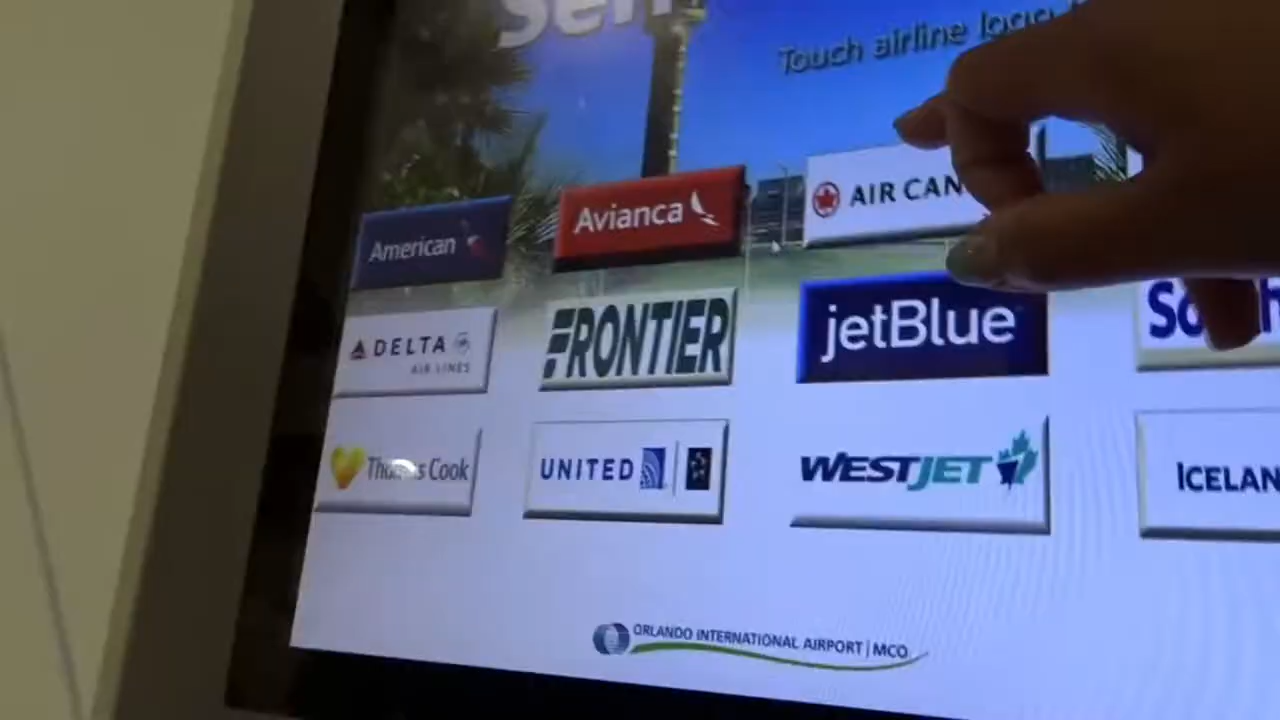 Touch airline logo
American
Avianca
AIR CAN
DELTA
AIR LINES
FRONTIER
jetBlue
Thomas Cook
UNITED
WESTJET
ICELAN
ORLANDO INTERNATIONAL AIRPORT | MCO